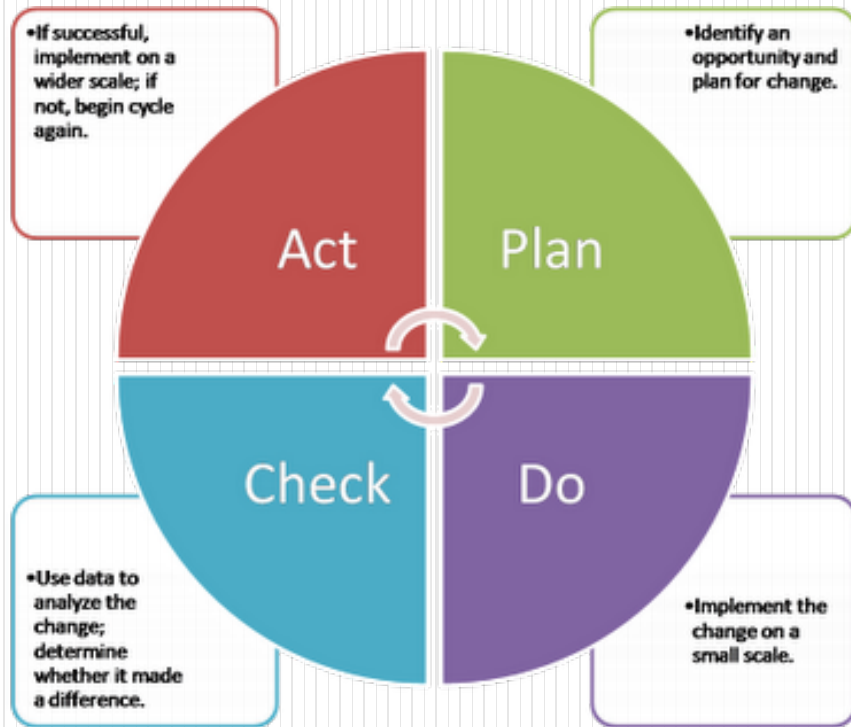 •If successful,
implement on a
wider scale; if
not, begin cycle
again.
•Identify an
opportunity and
plan for change.
Act
Plan
Check
Do
•Use data to
analyze the
change;
determine
whether it made
a difference.
•Implement the
change on a
small scale.